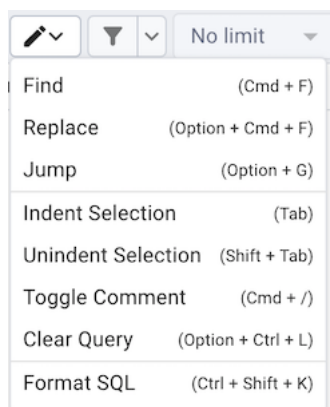 No limit
Find (Cmd + F)
Replace (Option + Cmd + F)
Jump (Option + G)
Indent Selection (Tab)
Unindent Selection (Shift + Tab)
Toggle Comment (Cmd + /)
Clear Query (Option + Ctrl + L)
Format SQL (Ctrl + Shift + K)